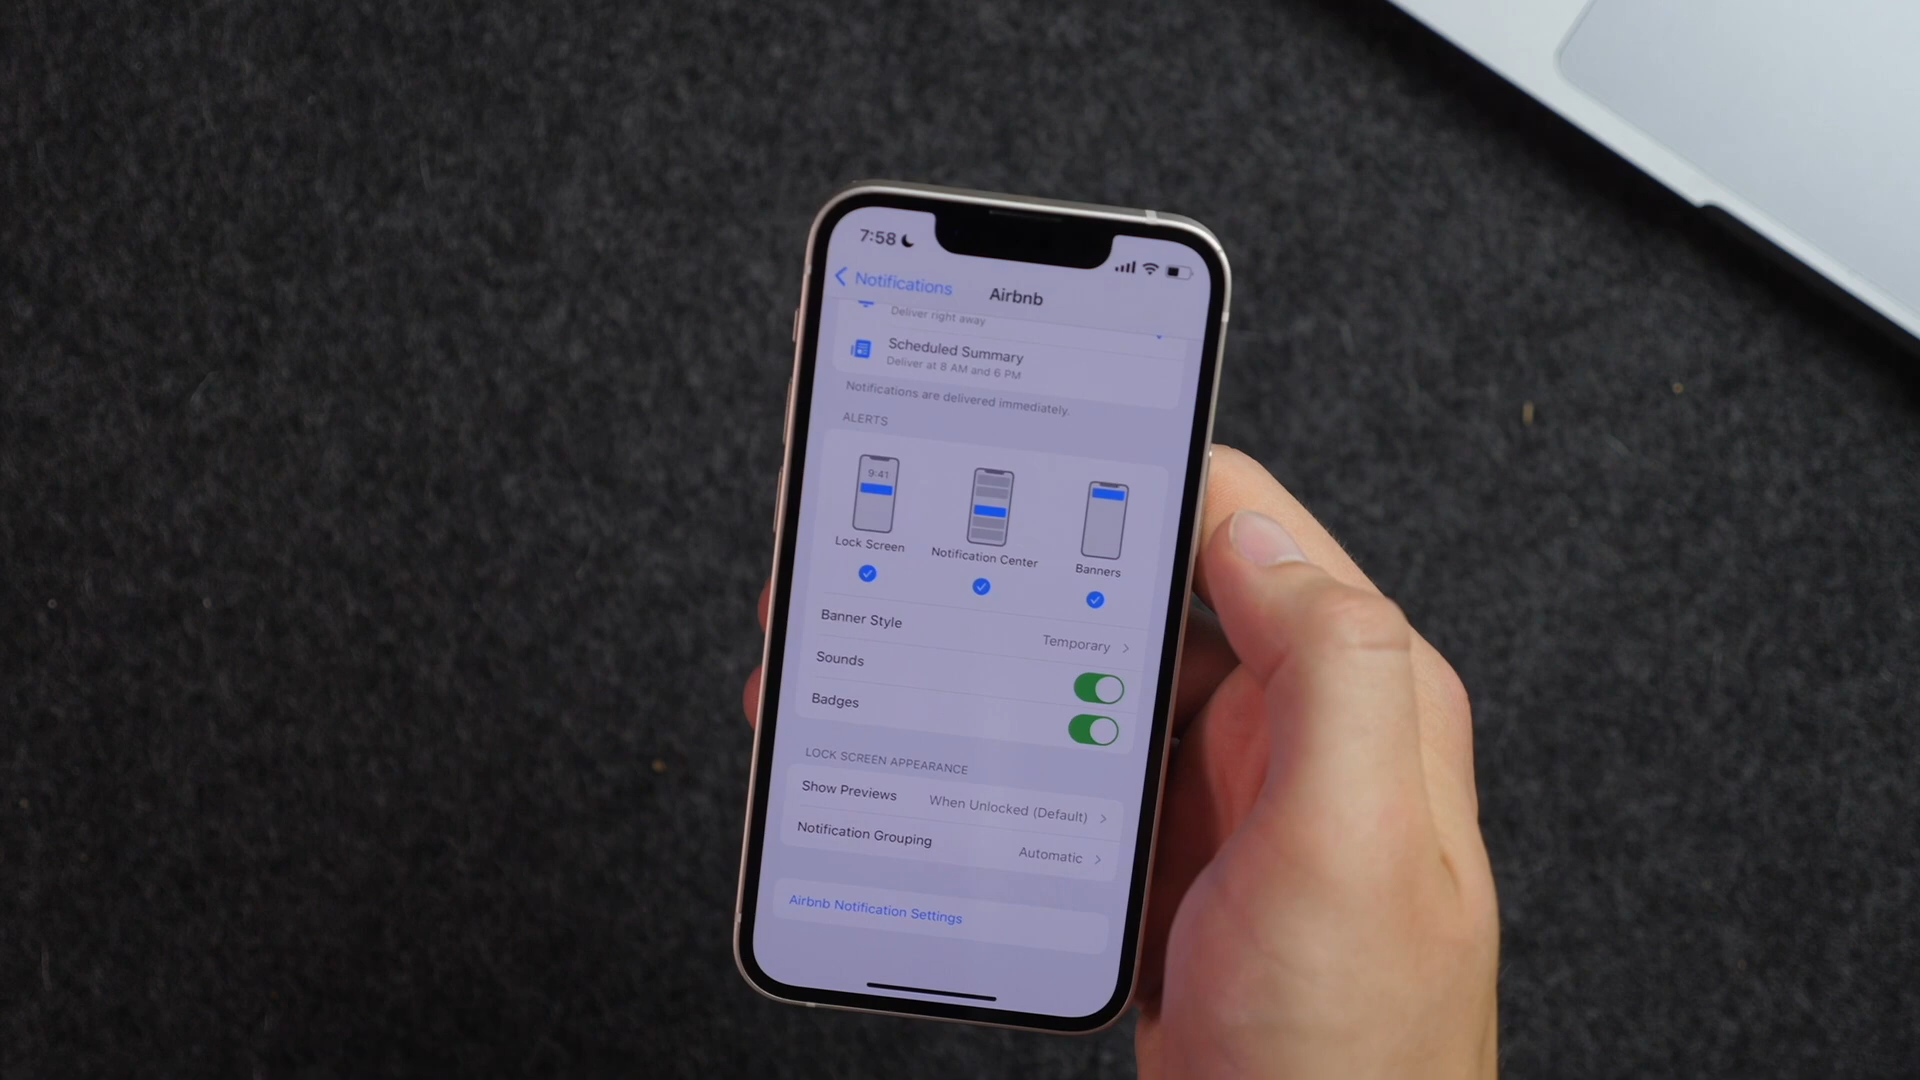 7:58
Notifications
Airbnb
Deliver right away
Scheduled Summary
Deliver at 8 AM and 6 PM
Notifications are delivered immediately.
ALERTS
9:41
Lock Screen
Notification Center
Banners
Banner Style
Temporary
Sounds
Badges
LOCK SCREEN APPEARANCE
Show Previews
When Unlocked (Default)
Notification Grouping
Automatic
Airbnb Notification Settings